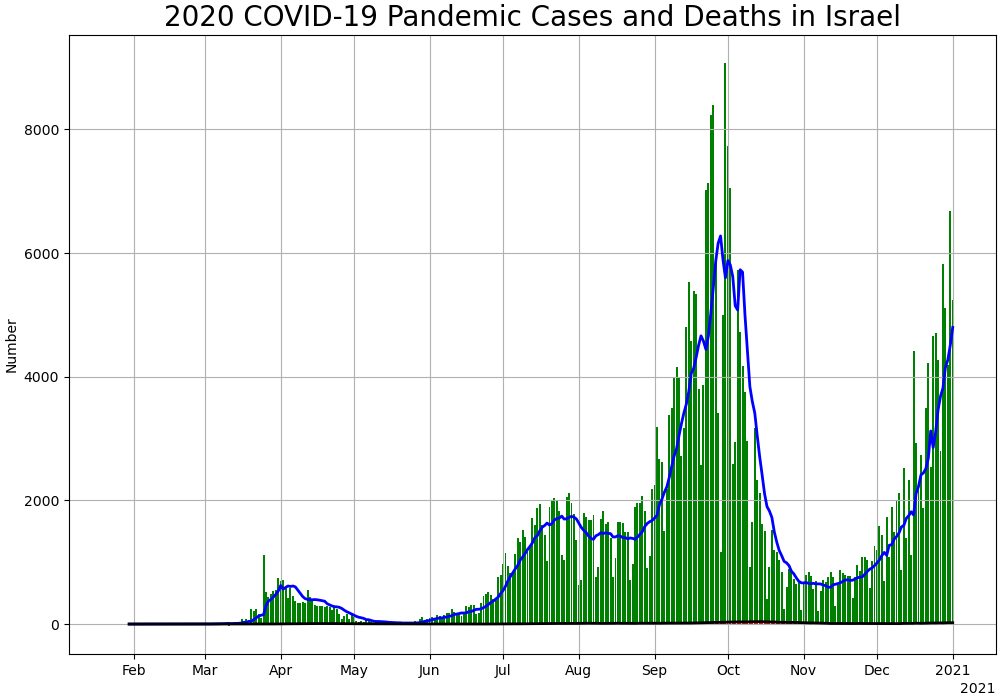 2020 COVID-19 Pandemic Cases and Deaths in Israel
Number
8000
6000
4000
2000
0
Feb Mar Apr May Jun Jul Aug Sep Oct Nov Dec 2021
2021